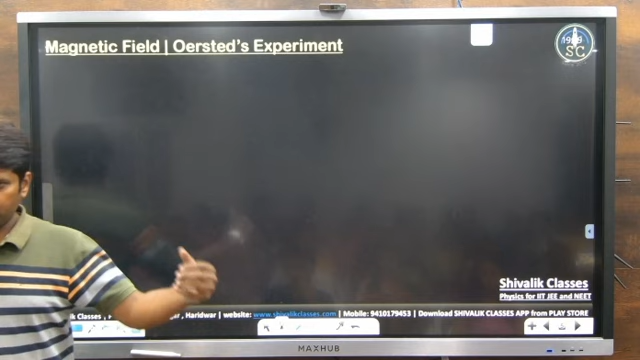 Magnetic Field | Oersted's Experiment
SC
Shivalik Classes
Physics for IIT JEE and NEET
Classes, Haridwar | website: www.shivalikclasses.com | Mobile: 9410179453 | Download SHIVALIK CLASSES APP from PLAY STORE
MAXHUB